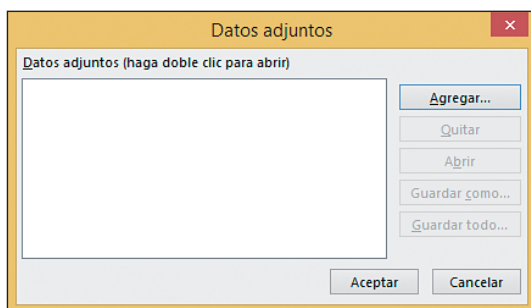 Datos adjuntos
Datos adjuntos (haga doble clic para abrir)
Agregar...
Quitar
Abrir
Guardar como...
Guardar todo...
Aceptar
Cancelar